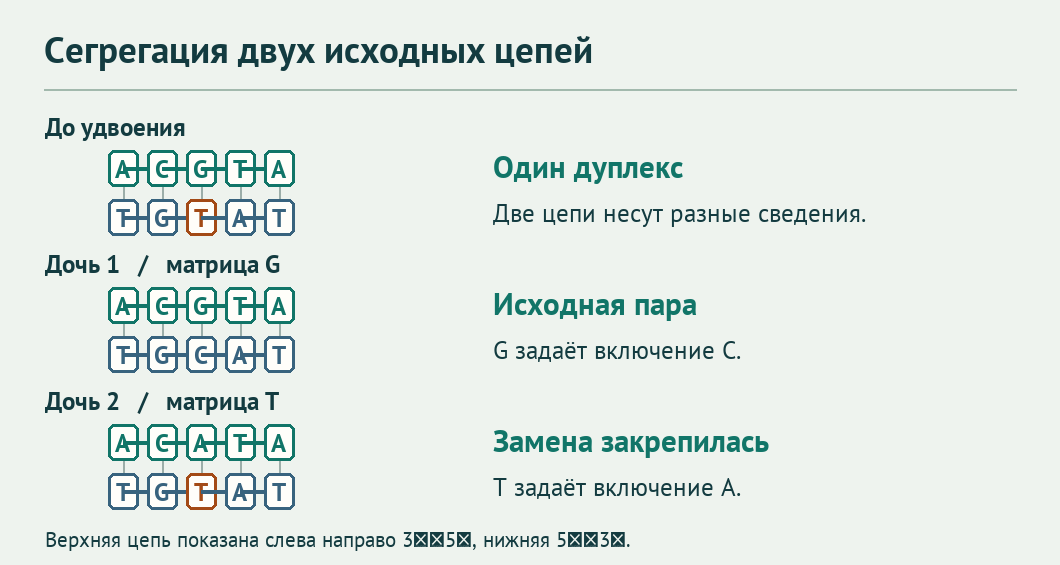 Сегрегация двух исходных цепей
До удвоения
A C G T A
T G T A T
Один дуплекс
Две цепи несут разные сведения.
Дочь 1 / матрица G
A C G T A
T G C A T
Исходная пара
G задаёт включение C.
Дочь 2 / матрица T
A C A T A
T G T A T
Замена закрепилась
T задаёт включение A.
Верхняя цепь показана слева направо 3□□5□, нижняя 5□□3□.